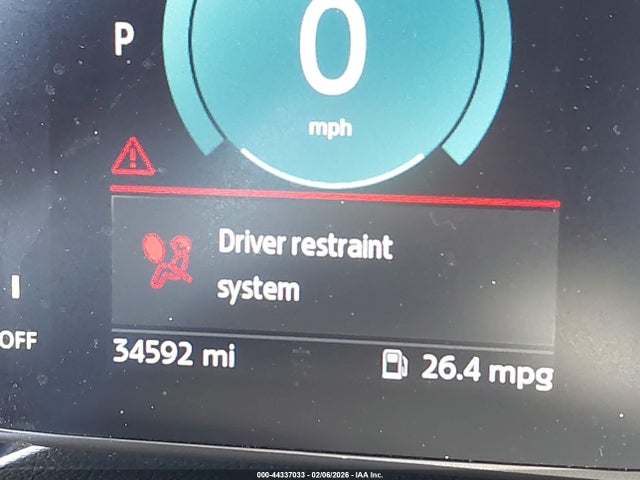 P
0
mph
Driver restraint
system
OFF
34592 mi
26.4 mpg
000-44337033 - 02/06/2026 - IAA Inc.